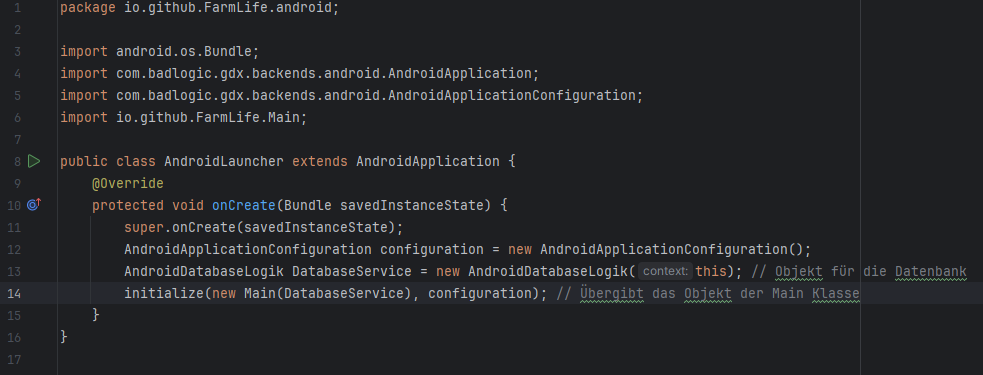 1 package io.github.FarmLife.android;
2
3 import android.os.Bundle;
4 import com.badlogic.gdx.backends.android.AndroidApplication;
5 import com.badlogic.gdx.backends.android.AndroidApplicationConfiguration;
6 import io.github.FarmLife.Main;
7
8 public class AndroidLauncher extends AndroidApplication {
9 @Override
10 protected void onCreate(Bundle savedInstanceState) {
11 super.onCreate(savedInstanceState);
12 AndroidApplicationConfiguration configuration = new AndroidApplicationConfiguration();
13 AndroidDatabaseLogik DatabaseService = new AndroidDatabaseLogik( context: this); // Objekt für die Datenbank
14 initialize(new Main(DatabaseService), configuration); // Übergibt das Objekt der Main Klasse
15 }
16 }
17